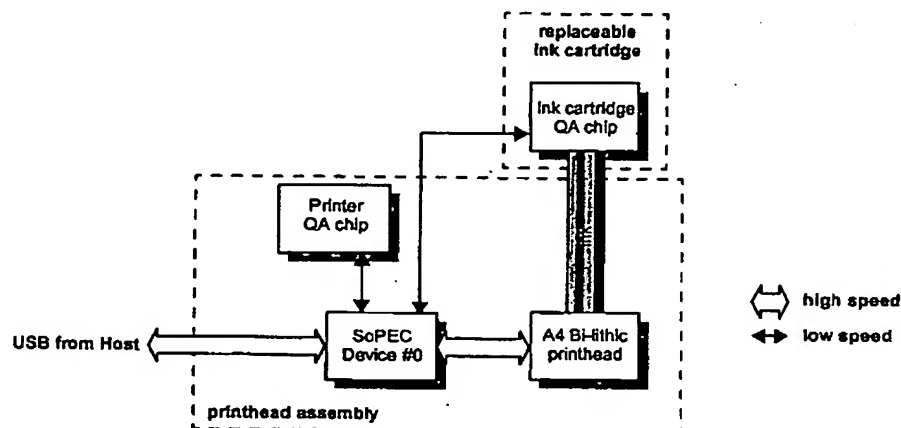 replaceable
ink cartridge
Ink cartridge
QA chip
Printer
QA chip
SoPEC
Device #0
A4 Bi-lithic
printhead
USB from Host
high speed
low speed
printhead assembly